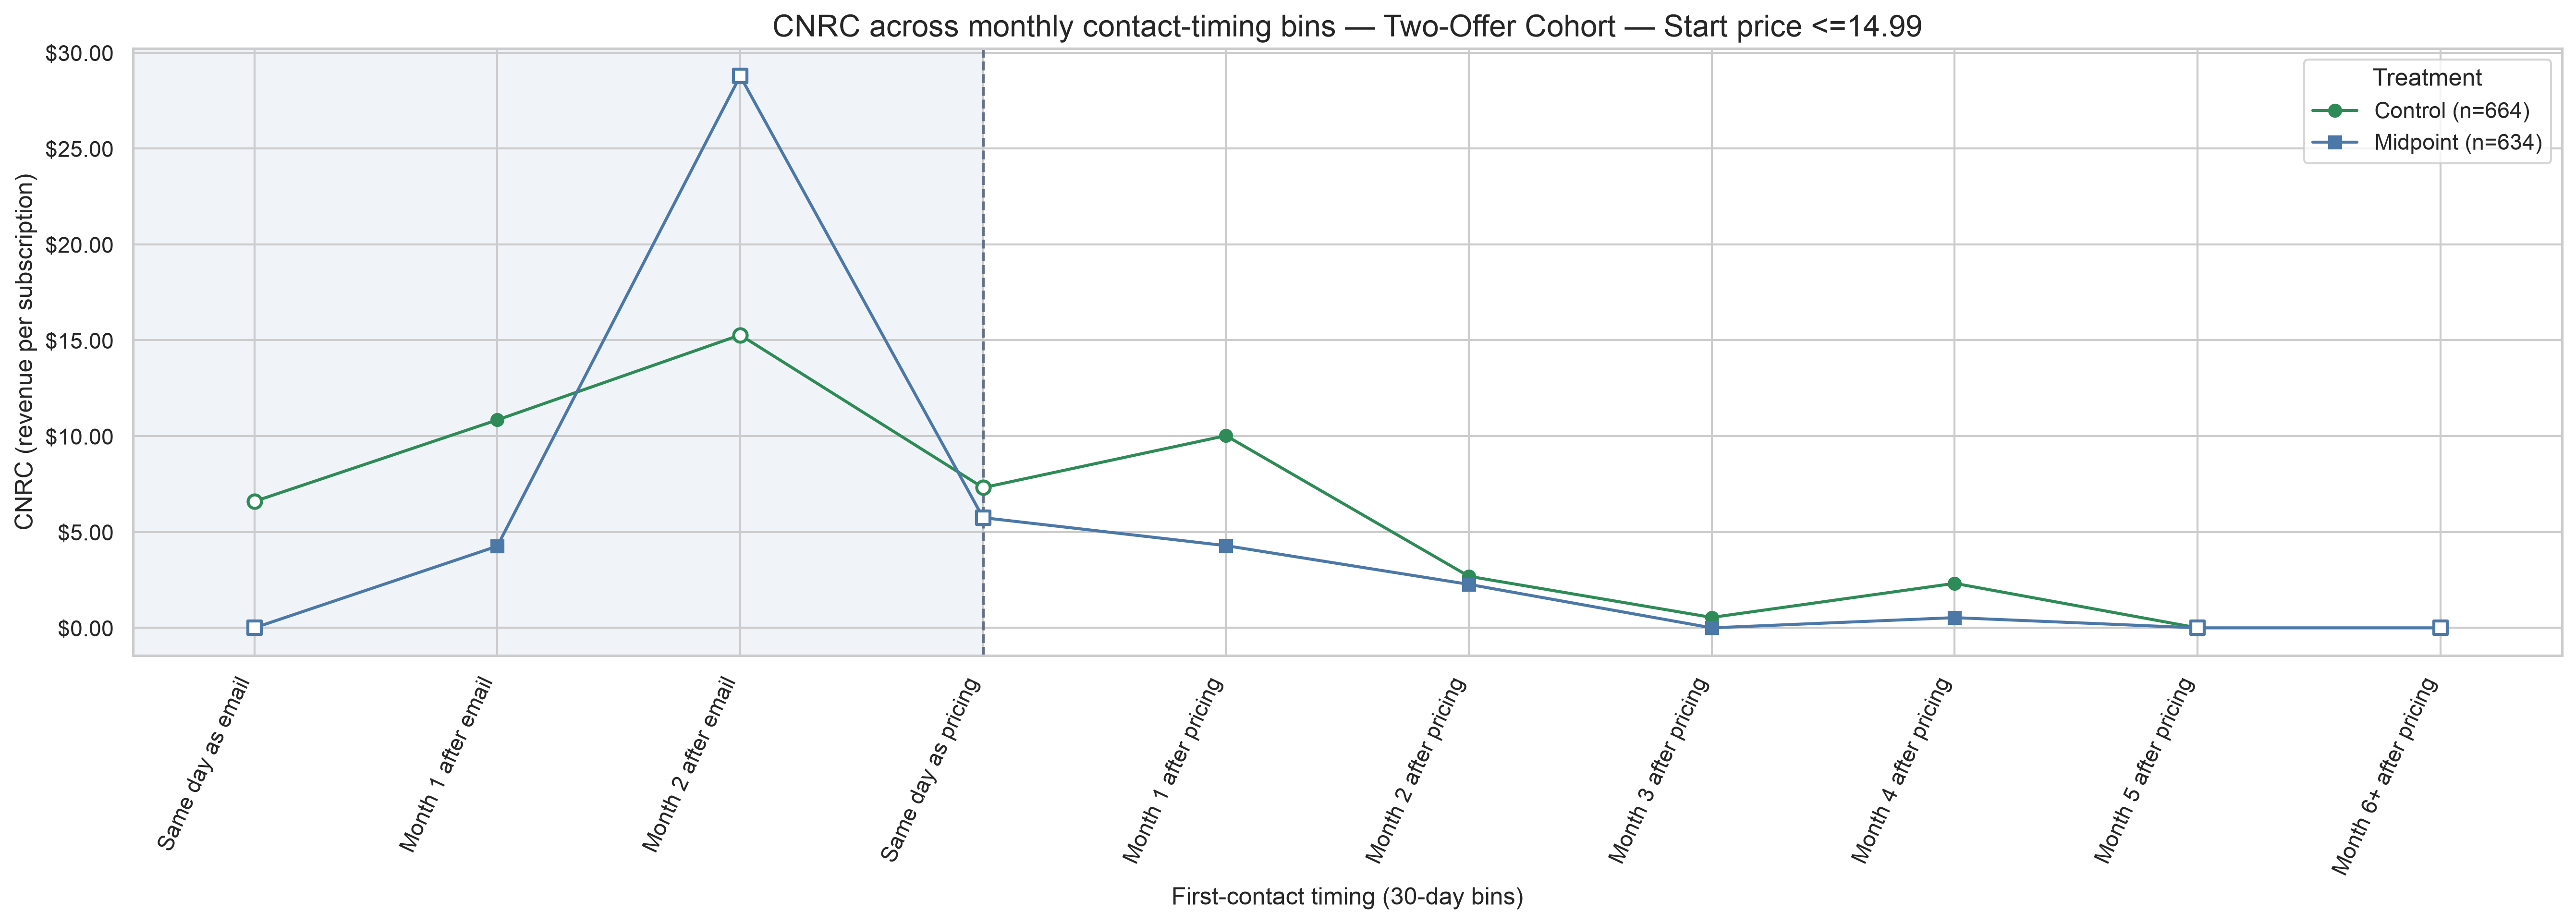 CNRC across monthly contact-timing bins — Two-Offer Cohort — Start price <=14.99
CNRC (revenue per subscription)
$30.00
$25.00
$20.00
$15.00
$10.00
$5.00
$0.00
Treatment
Control (n=664)
Midpoint (n=634)
Same day as email
Month 1 after email
Month 2 after email
Same day as pricing
Month 1 after pricing
Month 2 after pricing
Month 3 after pricing
Month 4 after pricing
Month 5 after pricing
Month 6+ after pricing
First-contact timing (30-day bins)